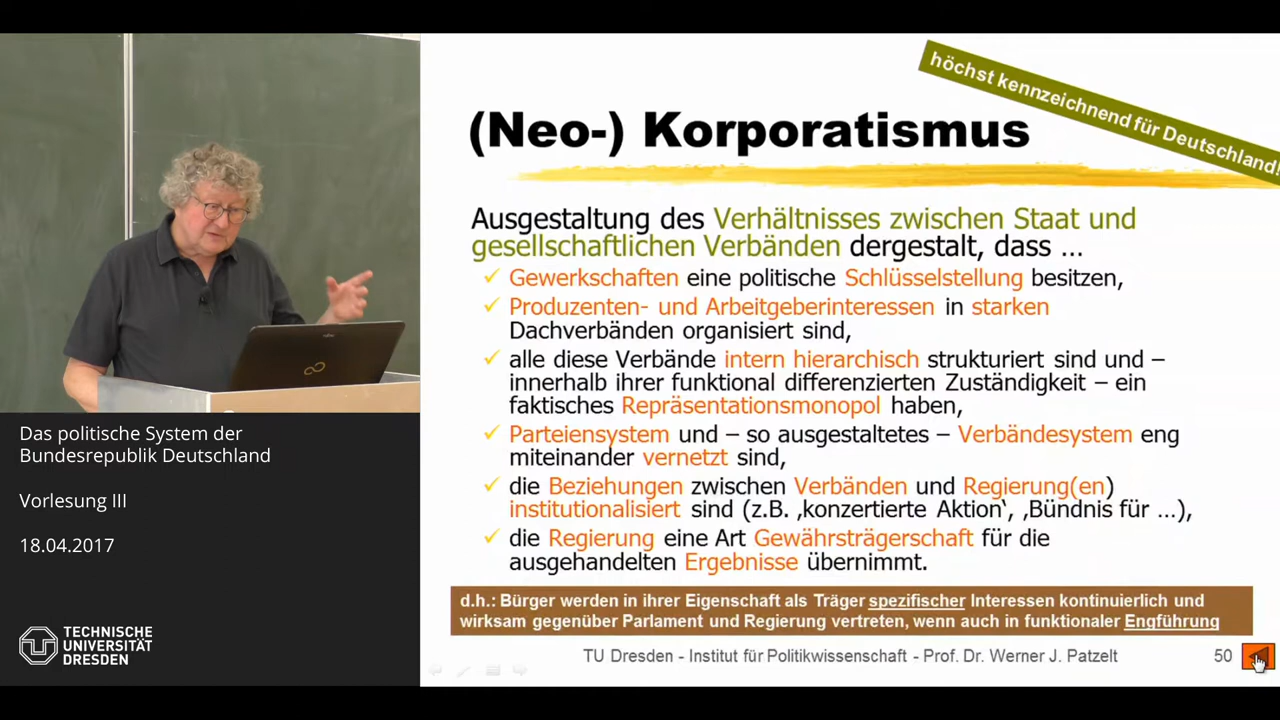 höchst kennzeichnend für Deutschland!
(Neo-) Korporatismus
Ausgestaltung des Verhältnisses zwischen Staat und
gesellschaftlichen Verbänden dergestalt, dass …
Gewerkschaften eine politische Schlüsselstellung besitzen,
Produzenten- und Arbeitgeberinteressen in starken
Dachverbänden organisiert sind,
alle diese Verbände intern hierarchisch strukturiert sind und –
innerhalb ihrer funktional differenzierten Zuständigkeit – ein
faktisches Repräsentationsmonopol haben,
Parteiensystem und – so ausgestaltetes – Verbändesystem eng
miteinander vernetzt sind,
die Beziehungen zwischen Verbänden und Regierung(en)
institutionalisiert sind (z.B. ‚konzertierte Aktion‘, ‚Bündnis für …),
die Regierung eine Art Gewährsträgerschaft für die
ausgehandelten Ergebnisse übernimmt.
d.h.: Bürger werden in ihrer Eigenschaft als Träger spezifischer Interessen kontinuierlich und
wirksam gegenüber Parlament und Regierung vertreten, wenn auch in funktionaler Engführung
TU Dresden - Institut für Politikwissenschaft - Prof. Dr. Werner J. Patzelt
50
Das politische System der
Bundesrepublik Deutschland
Vorlesung III
18.04.2017
TECHNISCHE
UNIVERSITÄT
DRESDEN